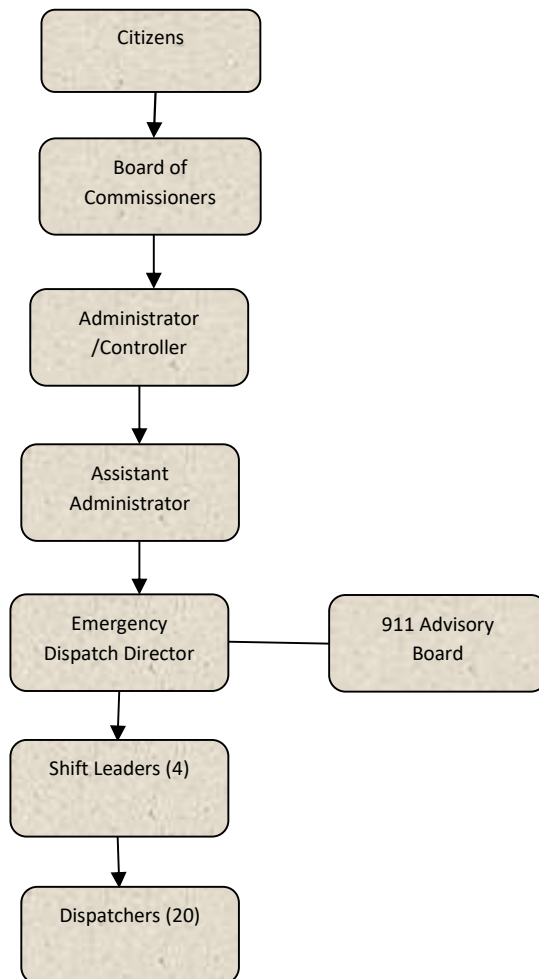 Citizens
Board of
Commissioners
Administrator
/Controller
Assistant
Administrator
Emergency
Dispatch Director
911 Advisory
Board
Shift Leaders (4)
Dispatchers (20)